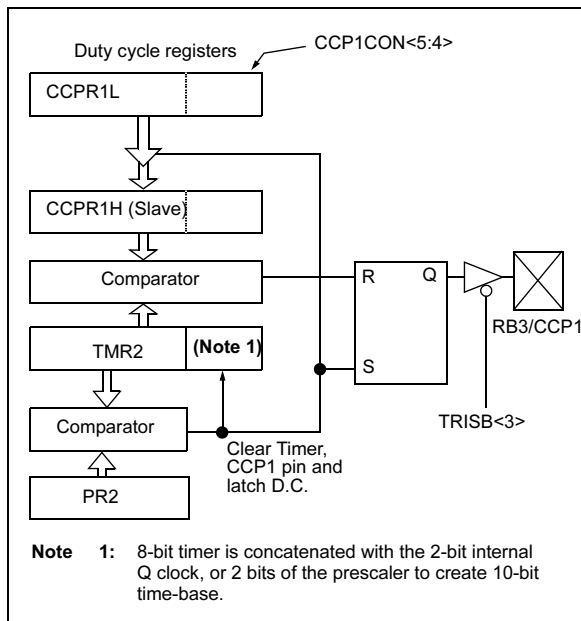 CCP1CON<5:4>
Duty cycle registers
CCPR1L
CCPR1H (Slave)
Comparator
R
Q
RB3/CCP1
TMR2
(Note 1)
S
TRISB<3>
Comparator
Clear Timer,
CCP1 pin and
latch D.C.
PR2
Note 1: 8-bit timer is concatenated with the 2-bit internal
Q clock, or 2 bits of the prescaler to create 10-bit
time-base.